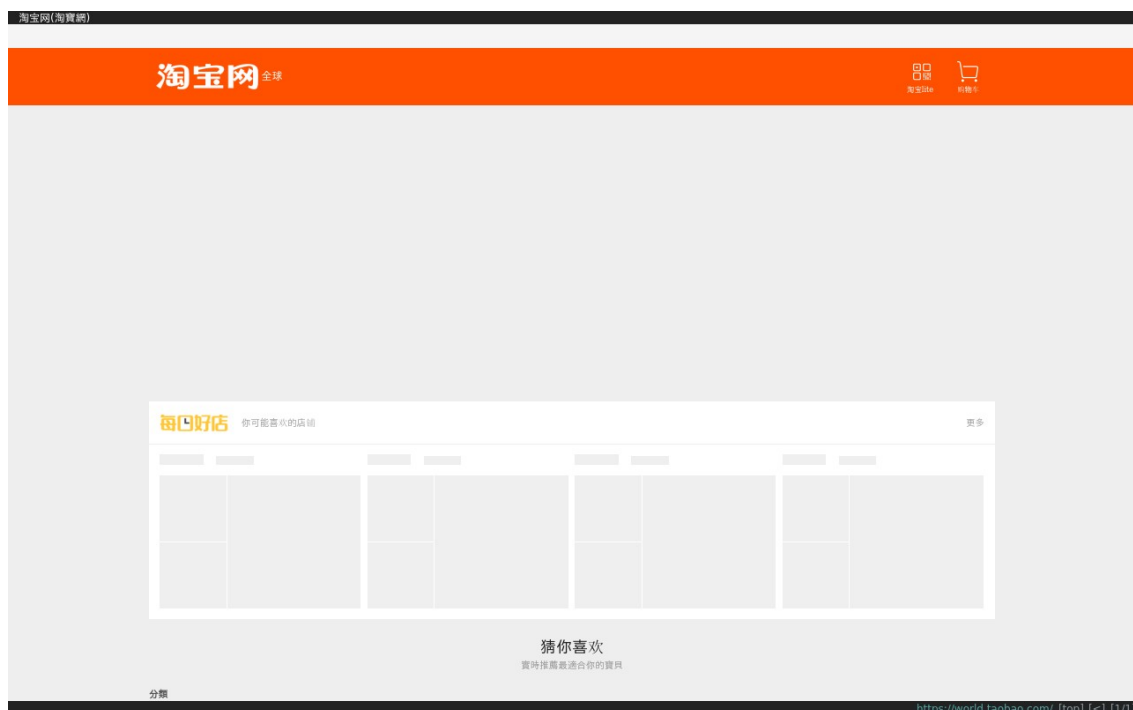 淘宝网(淘寶網)
淘宝网全球
淘宝lite
购物车
每日好店 你可能喜欢的店铺 更多
猜你喜欢
實時推薦最適合你的寶貝
分類
https://world.taobao.com/ [top] [<] [1/1